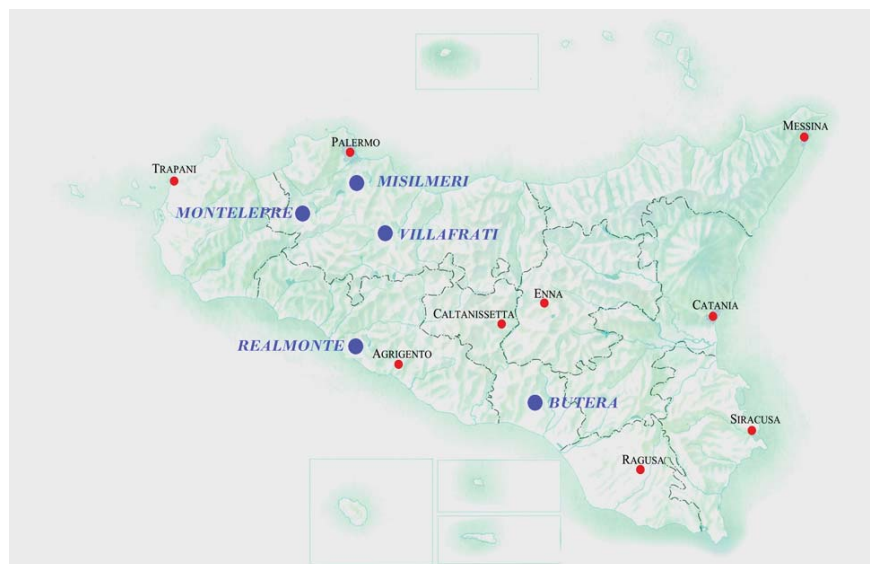 MESSINA
PALERMO
TRAPANI
MISILMERI
MONTELEPRE
VILLAFRATI
ENNA
CATANIA
CALTANISSETTA
REALMONTE
AGRIGENTO
BUTERA
SIRACUSA
RAGUSA